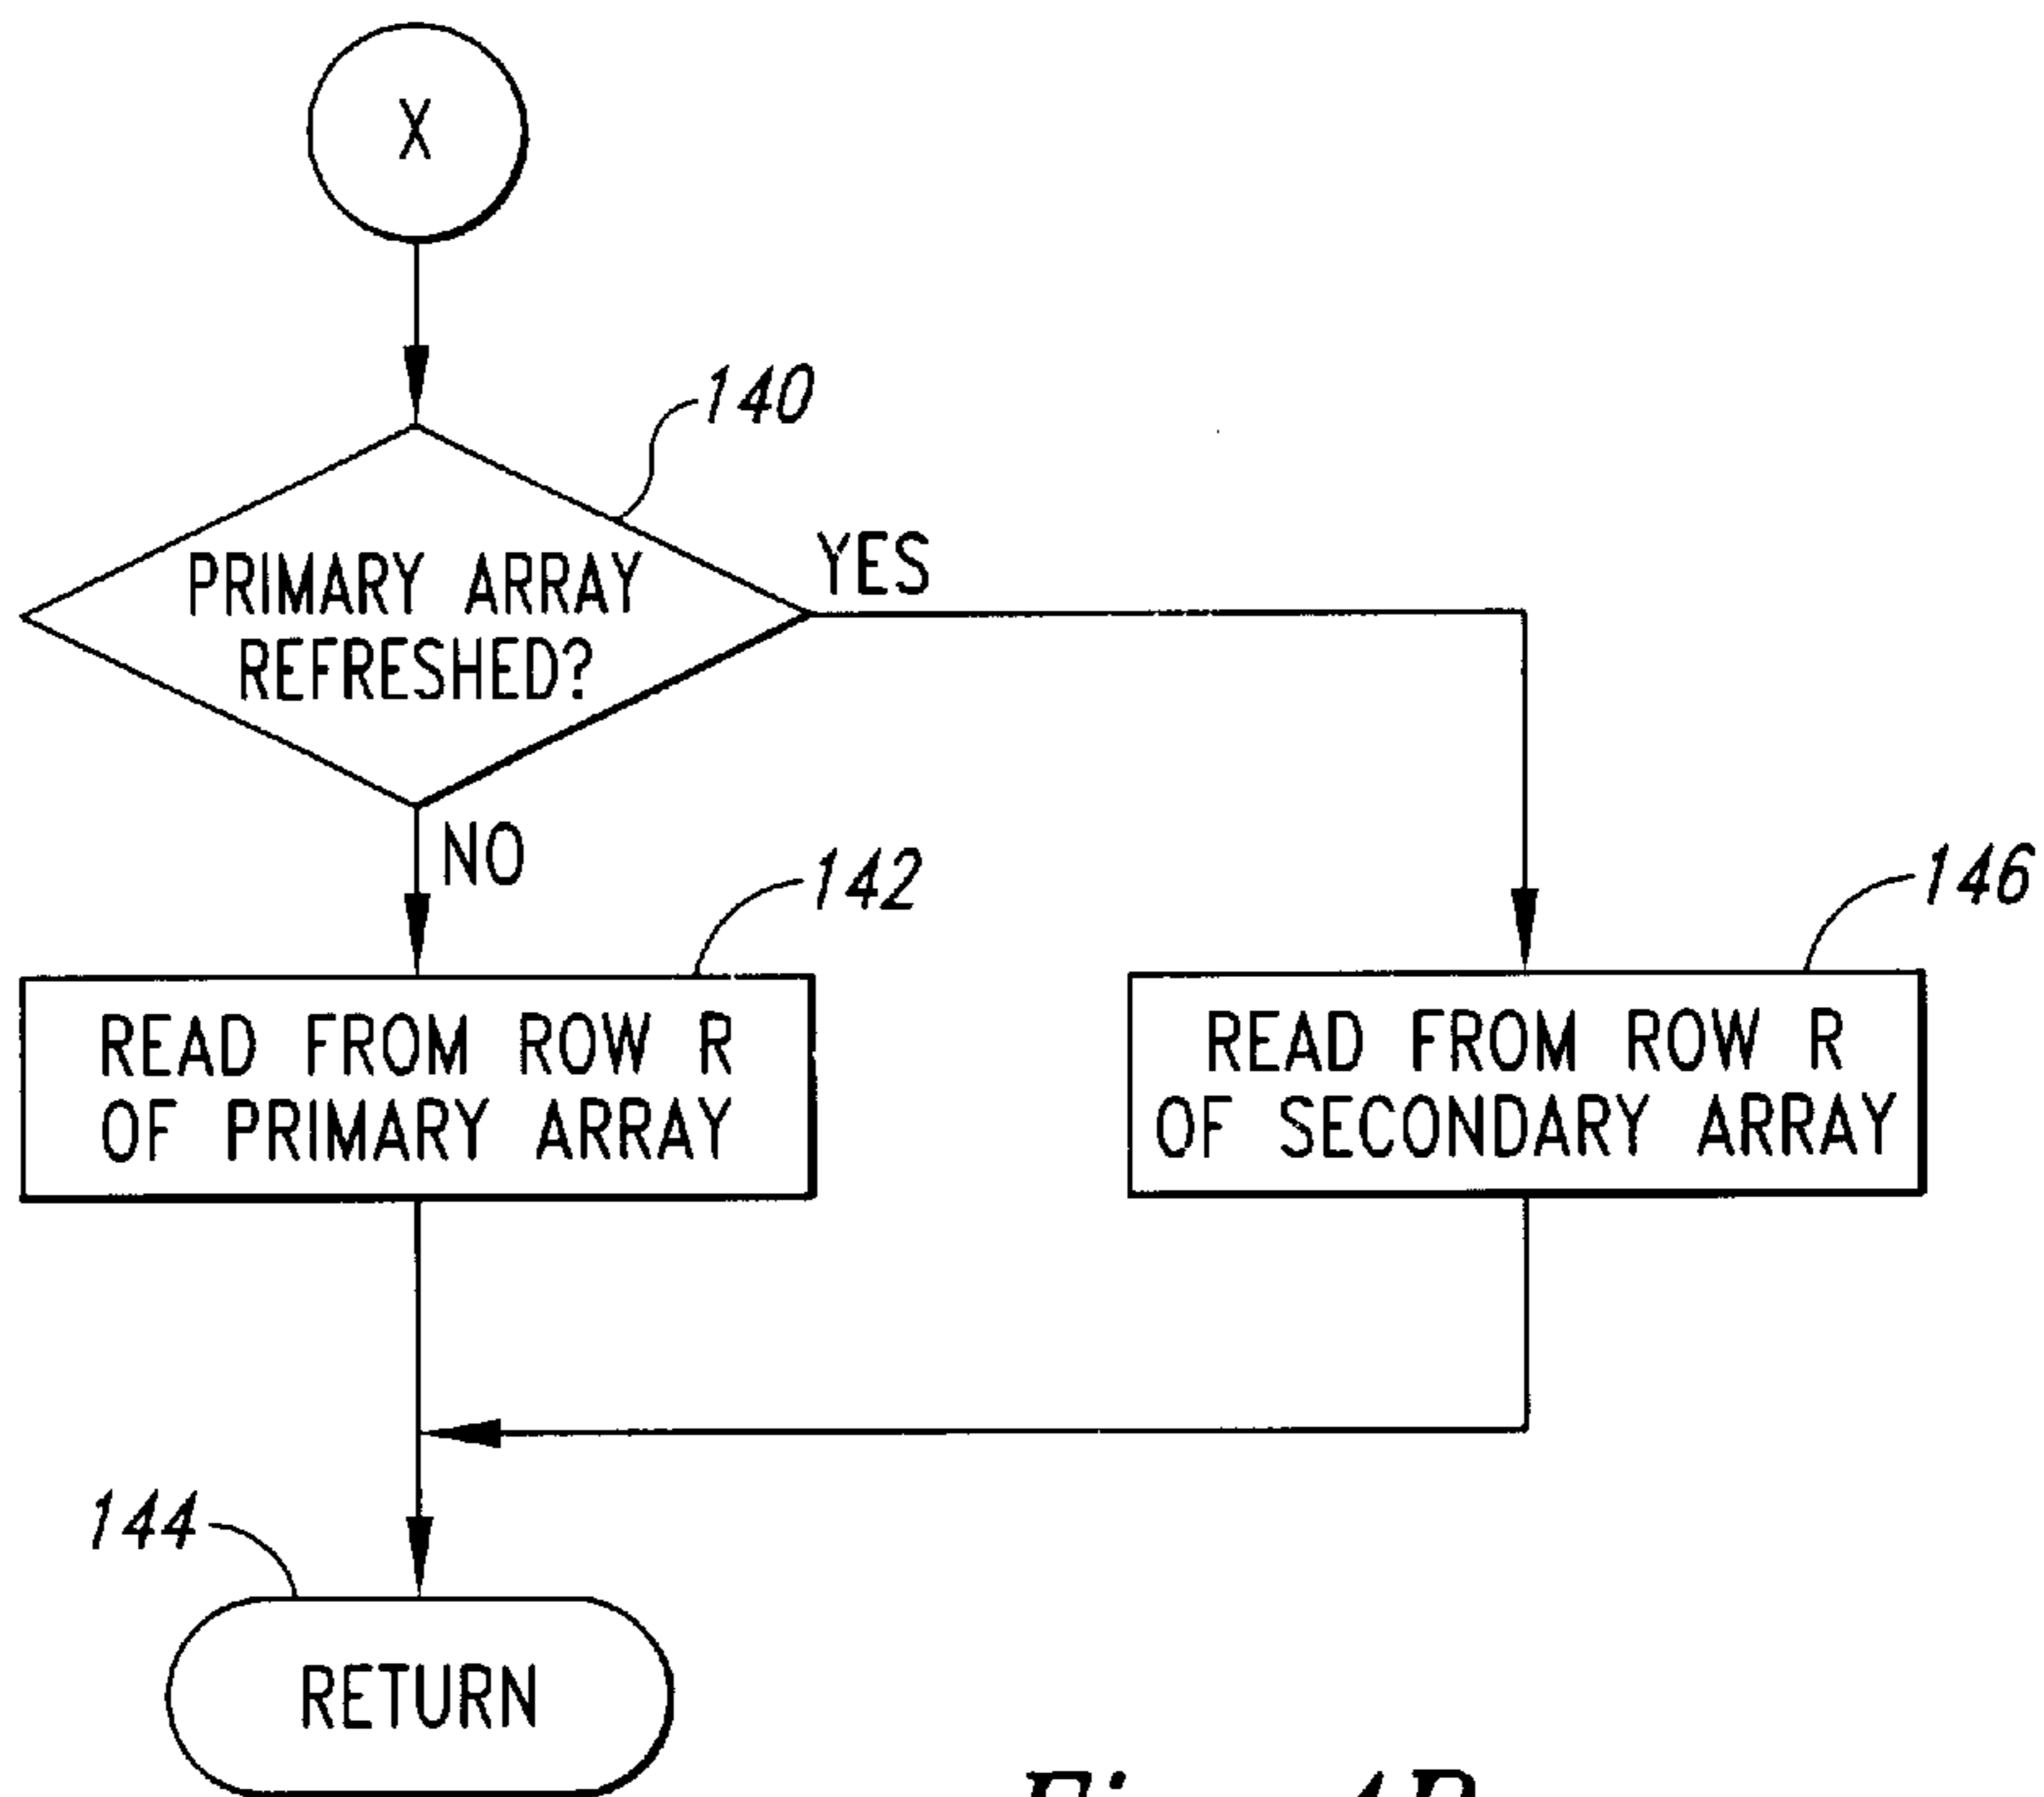 X
140
PRIMARY ARRAY
REFRESHED?
YES
NO
142
146
READ FROM ROW R
OF PRIMARY ARRAY
READ FROM ROW R
OF SECONDARY ARRAY
144
RETURN